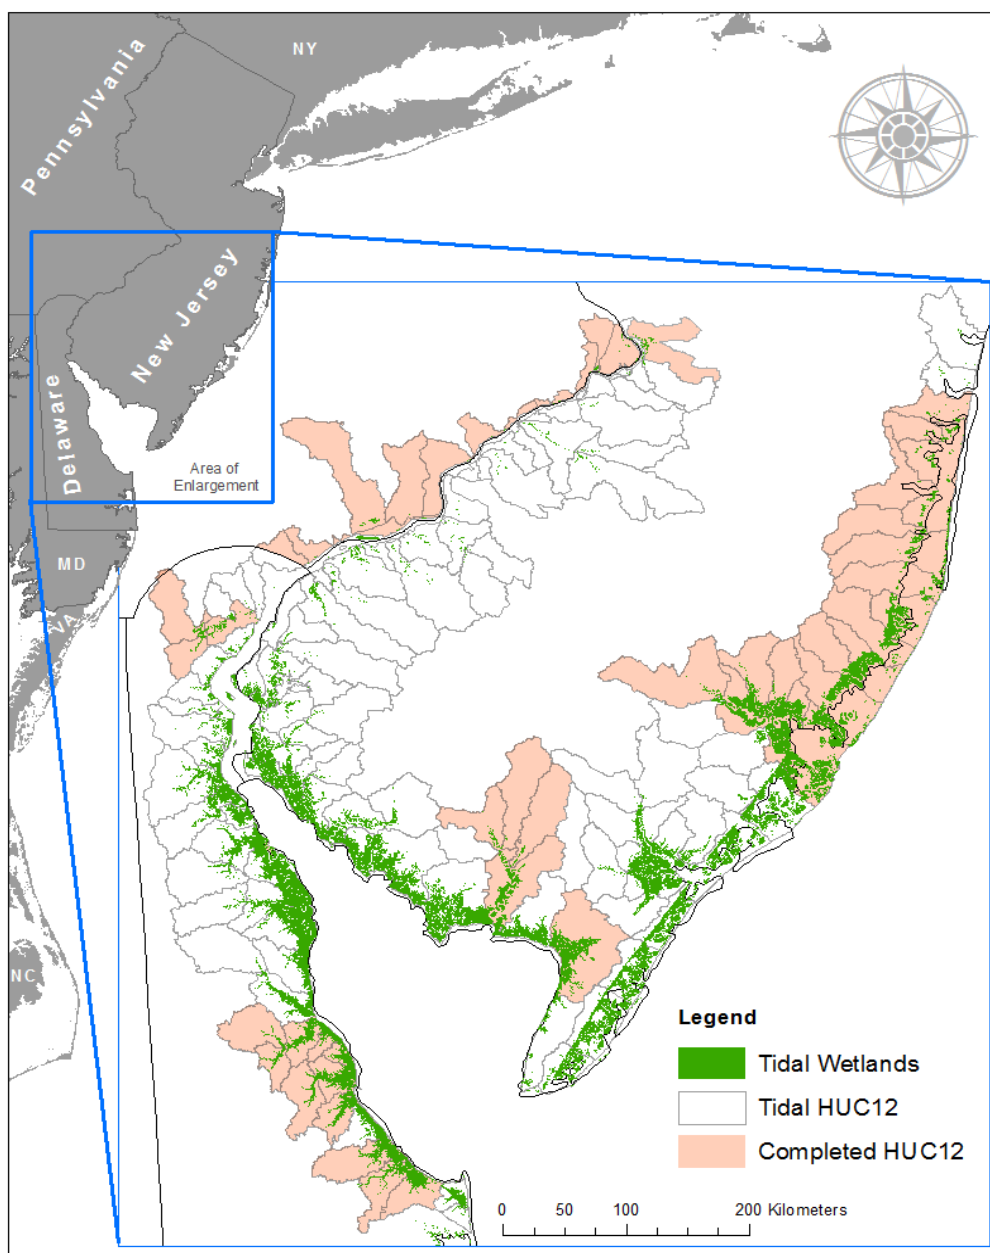 NY
Pennsylvania
New Jersey
Delaware
Area of
Enlargement
MD
VA
NC
Legend
Tidal Wetlands
Tidal HUC12
Completed HUC12
0 50 100 200 Kilometers